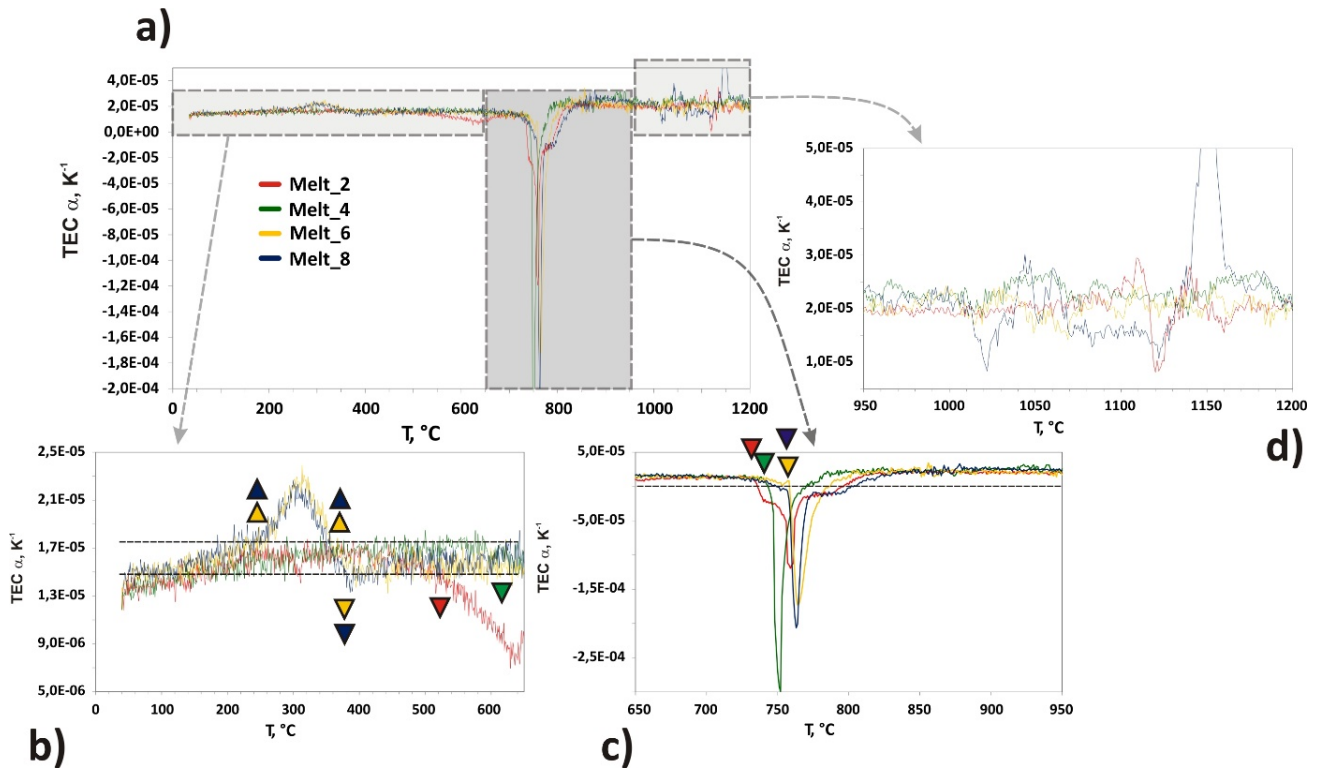 a)
TEC α, K⁻¹
4,0E-05
2,0E-05
0,0E+00
-2,0E-05
-4,0E-05
-6,0E-05
-8,0E-05
-1,0E-04
-1,2E-04
-1,4E-04
-1,6E-04
-1,8E-04
-2,0E-04
Melt_2
Melt_4
Melt_6
Melt_8
0 200 400 600 800 1000 1200
T, °C
TEC α, K⁻¹
5,0E-05
4,0E-05
3,0E-05
2,0E-05
1,0E-05
950 1000 1050 1100 1150 1200
T, °C
d)
TEC α, K⁻¹
2,5E-05
2,1E-05
1,7E-05
1,3E-05
9,0E-06
5,0E-06
0 100 200 300 400 500 600
T, °C
b)
TEC α, K⁻¹
5,0E-05
-5,0E-05
-1,5E-04
-2,5E-04
650 700 750 800 850 900 950
T, °C
c)